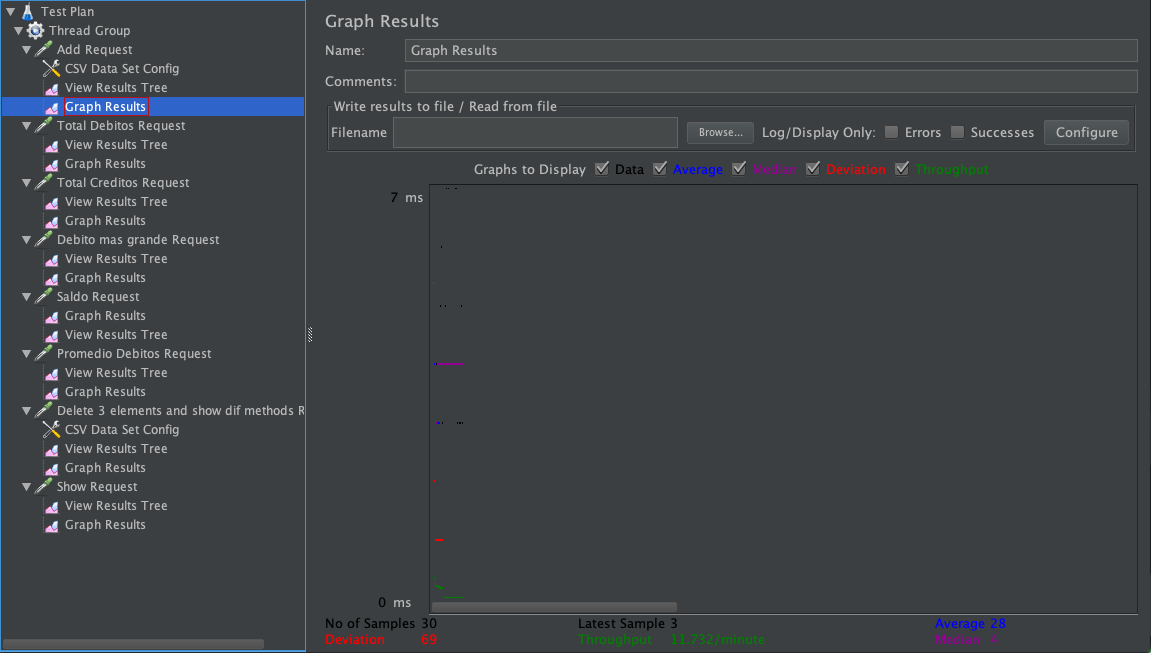 Test Plan
Thread Group
Add Request
CSV Data Set Config
View Results Tree
Graph Results
Total Debitos Request
View Results Tree
Graph Results
Total Creditos Request
View Results Tree
Graph Results
Debito mas grande Request
View Results Tree
Graph Results
Saldo Request
Graph Results
View Results Tree
Promedio Debitos Request
View Results Tree
Graph Results
Delete 3 elements and show dif methods R
CSV Data Set Config
View Results Tree
Graph Results
Show Request
View Results Tree
Graph Results
Graph Results
Name: Graph Results
Comments:
Write results to file / Read from file
Filename Browse... Log/Display Only: Errors Successes Configure
Graphs to Display Data Average Median Deviation Throughput
7 ms
0 ms
No of Samples 30 Latest Sample 3 Average 28
Deviation 69 Throughput 11.732/minute Median